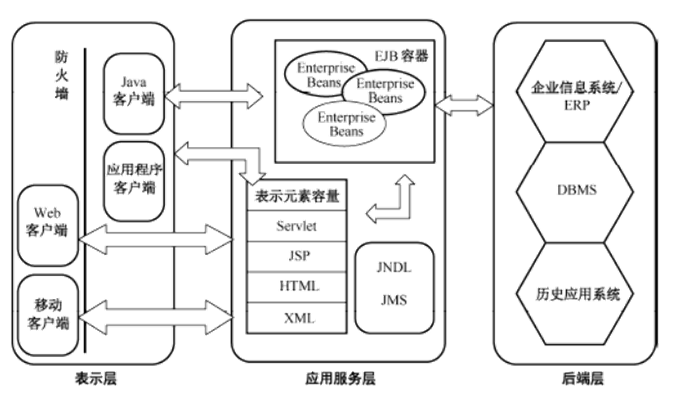 防
火
墙
Java
客户端
应用程序
客户端
Web
客户端
移动
客户端
表示层
EJB 容器
Enterprise
Beans
Enterprise
Beans
Enterprise
Beans
表示元素容量
Servlet
JSP
HTML
XML
JNDL
JMS
应用服务层
企业信息系统/
ERP
DBMS
历史应用系统
后端层